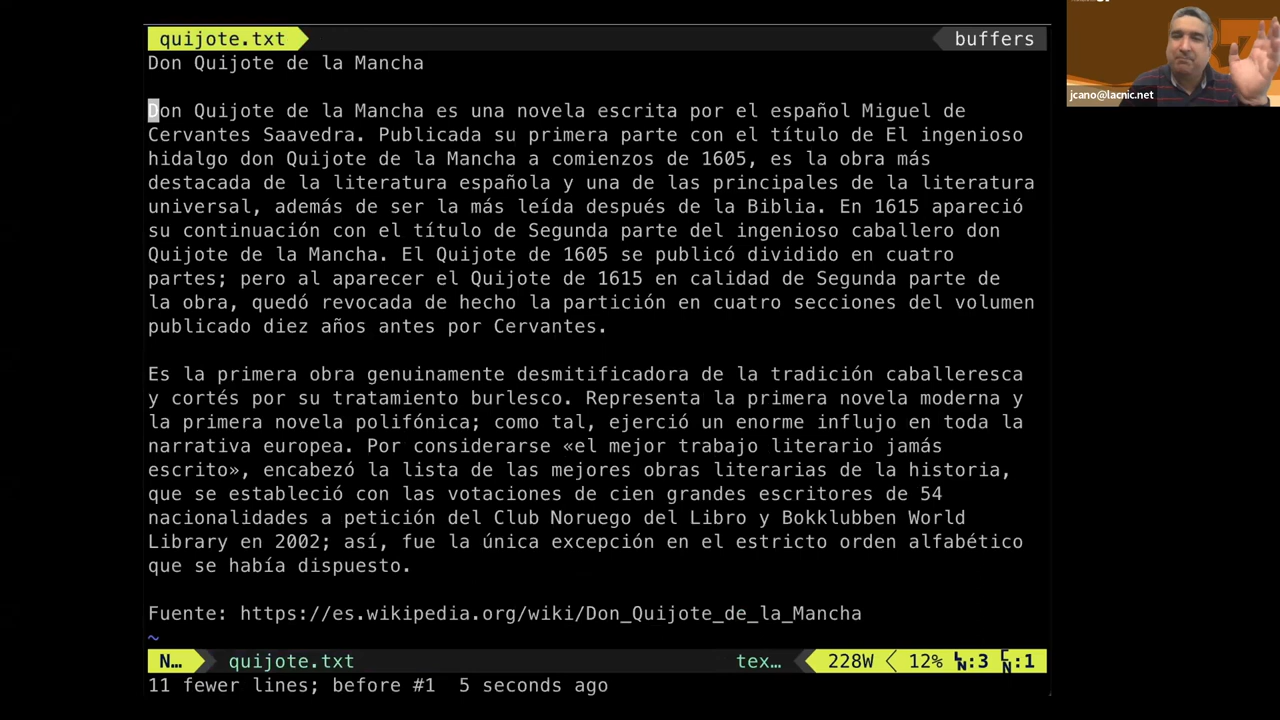 quijote.txt buffers
Don Quijote de la Mancha
jcano@lacnic.net
Don Quijote de la Mancha es una novela escrita por el español Miguel de
Cervantes Saavedra. Publicada su primera parte con el título de El ingenioso
hidalgo don Quijote de la Mancha a comienzos de 1605, es la obra más
destacada de la literatura española y una de las principales de la literatura
universal, además de ser la más leída después de la Biblia. En 1615 apareció
su continuación con el título de Segunda parte del ingenioso caballero don
Quijote de la Mancha. El Quijote de 1605 se publicó dividido en cuatro
partes; pero al aparecer el Quijote de 1615 en calidad de Segunda parte de
la obra, quedó revocada de hecho la partición en cuatro secciones del volumen
publicado diez años antes por Cervantes.
Es la primera obra genuinamente desmitificadora de la tradición caballeresca
y cortés por su tratamiento burlesco. Representa la primera novela moderna y
la primera novela polifónica; como tal, ejerció un enorme influjo en toda la
narrativa europea. Por considerarse «el mejor trabajo literario jamás
escrito», encabezó la lista de las mejores obras literarias de la historia,
que se estableció con las votaciones de cien grandes escritores de 54
nacionalidades a petición del Club Noruego del Libro y Bokklubben World
Library en 2002; así, fue la única excepción en el estricto orden alfabético
que se había dispuesto.
Fuente: https://es.wikipedia.org/wiki/Don_Quijote_de_la_Mancha
~
N… quijote.txt tex… 228W 12% LN:3 CN:1
11 fewer lines; before #1 5 seconds ago